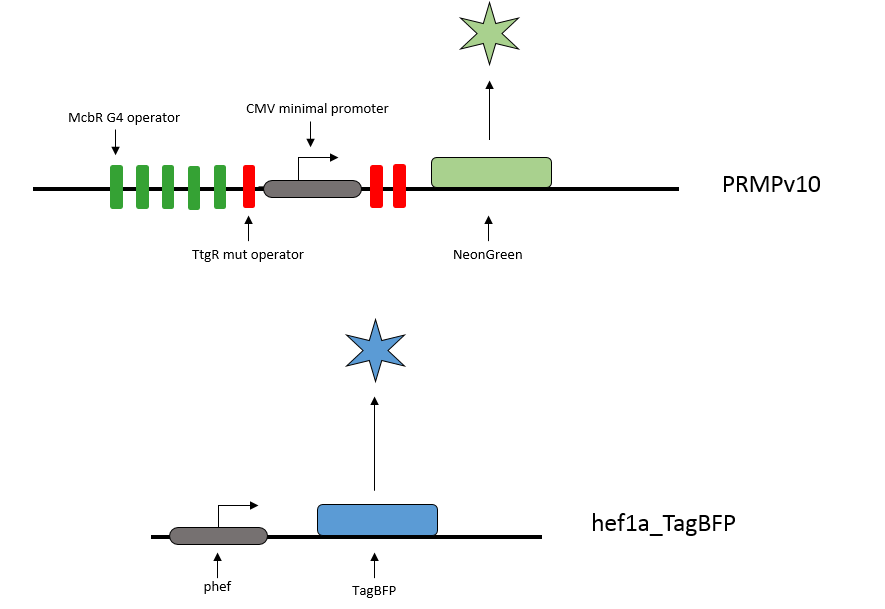 McbR G4 operator
CMV minimal promoter
PRMPv10
TtgR mut operator
NeonGreen
hef1a_TagBFP
phef
TagBFP